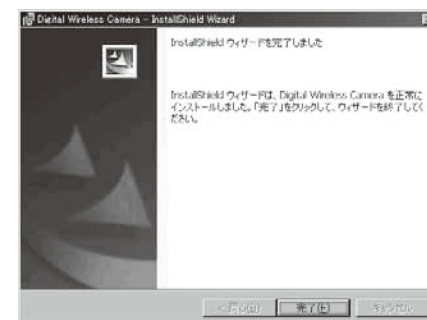 Digital Wireless Camera - InstallShield Wizard
InstallShield ウィザードを完了しました
InstallShield ウィザードは、Digital Wireless Camera を正常に
インストールしました。「完了」をクリックして、ウィザードを終了してく
ださい。
< 戻る(B)
完了(F)
キャンセル